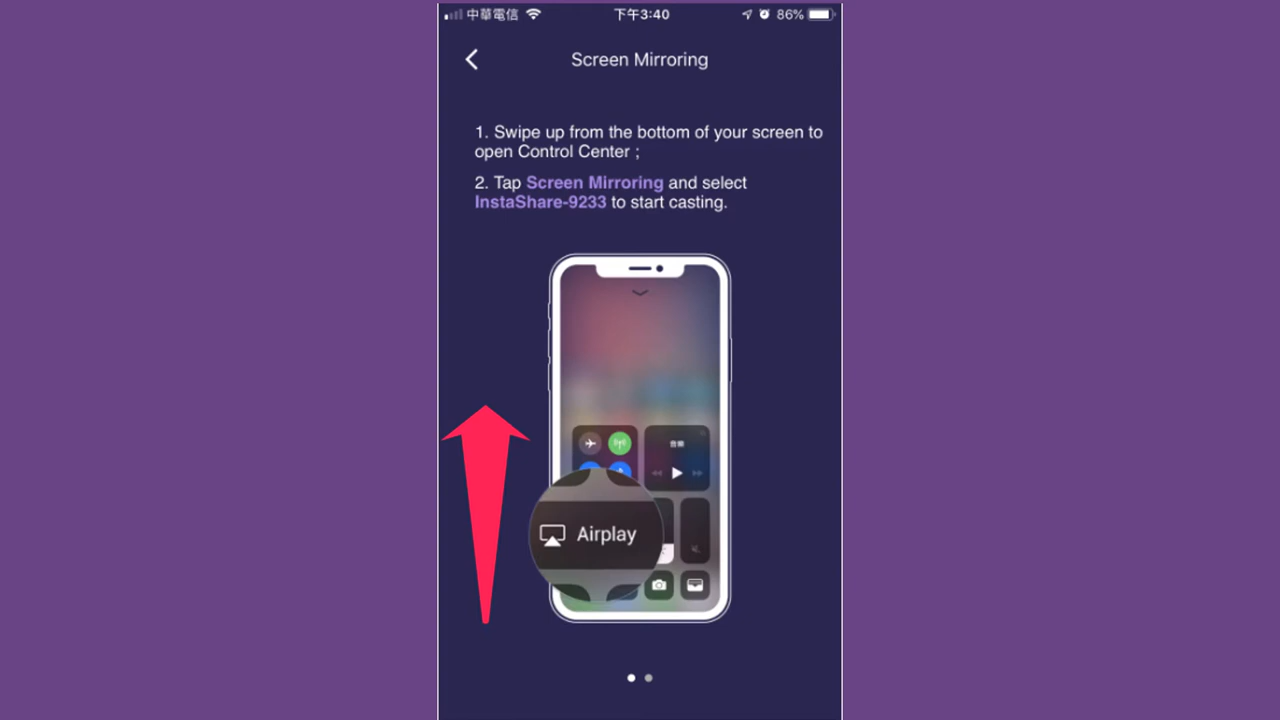 中華電信 下午3:40 86%
Screen Mirroring
1. Swipe up from the bottom of your screen to
open Control Center ;
2. Tap Screen Mirroring and select
InstaShare-9233 to start casting.
音樂
Airplay